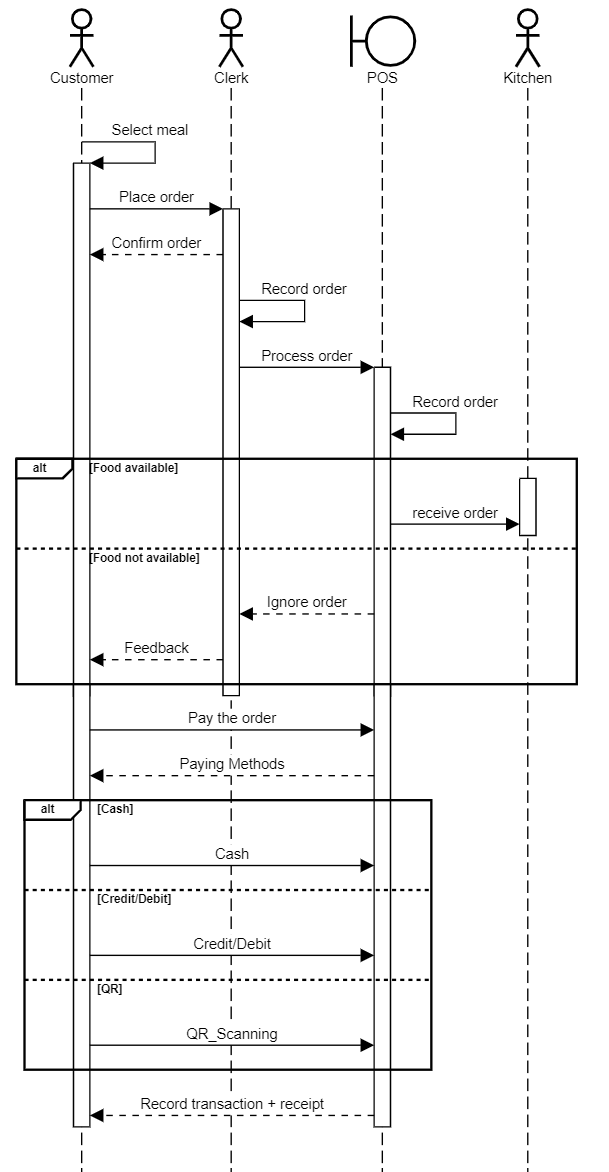 Customer Clerk POS Kitchen
Select meal
Place order
Confirm order
Record order
Process order
Record order
alt [Food available]
receive order
[Food not available]
Ignore order
Feedback
Pay the order
Paying Methods
alt [Cash]
Cash
[Credit/Debit]
Credit/Debit
[QR]
QR_Scanning
Record transaction + receipt